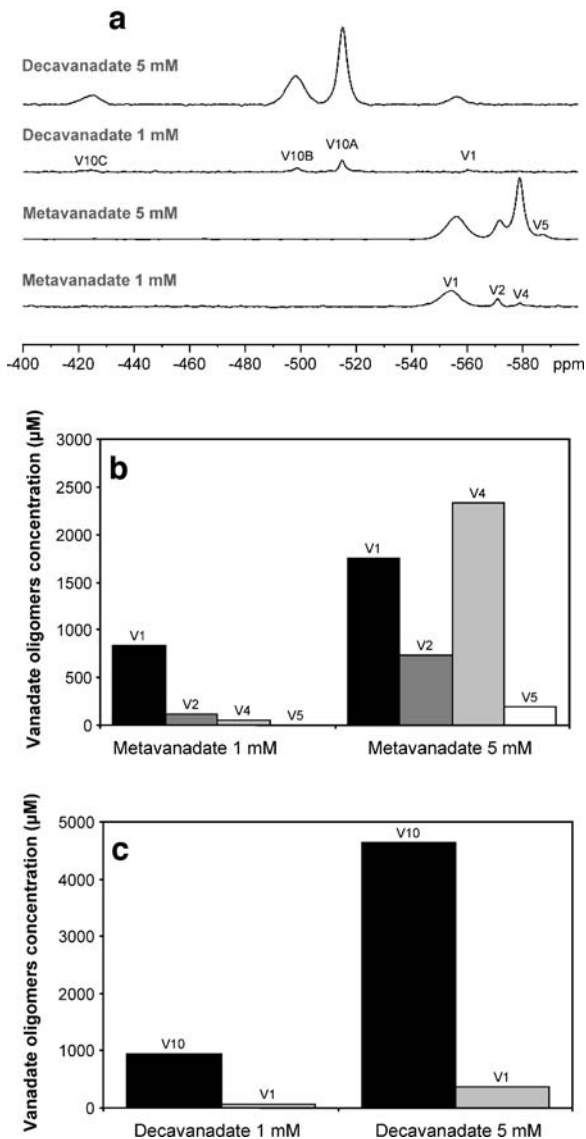 a
Decavanadate 5 mM
Decavanadate 1 mM
V10C
V10B
V10A
V1
Metavanadate 5 mM
V5
Metavanadate 1 mM
V1
V2
V4
-400 -420 -440 -460 -480 -500 -520 -540 -560 -580 ppm
b
Vanadate oligomers concentration (µM)
3000
2500
2000
1500
1000
500
0
V1
V2
V4
V5
V1
V2
V4
V5
Metavanadate 1 mM
Metavanadate 5 mM
c
Vanadate oligomers concentration (µM)
5000
4000
3000
2000
1000
0
V10
V1
V10
V1
Decavanadate 1 mM
Decavanadate 5 mM